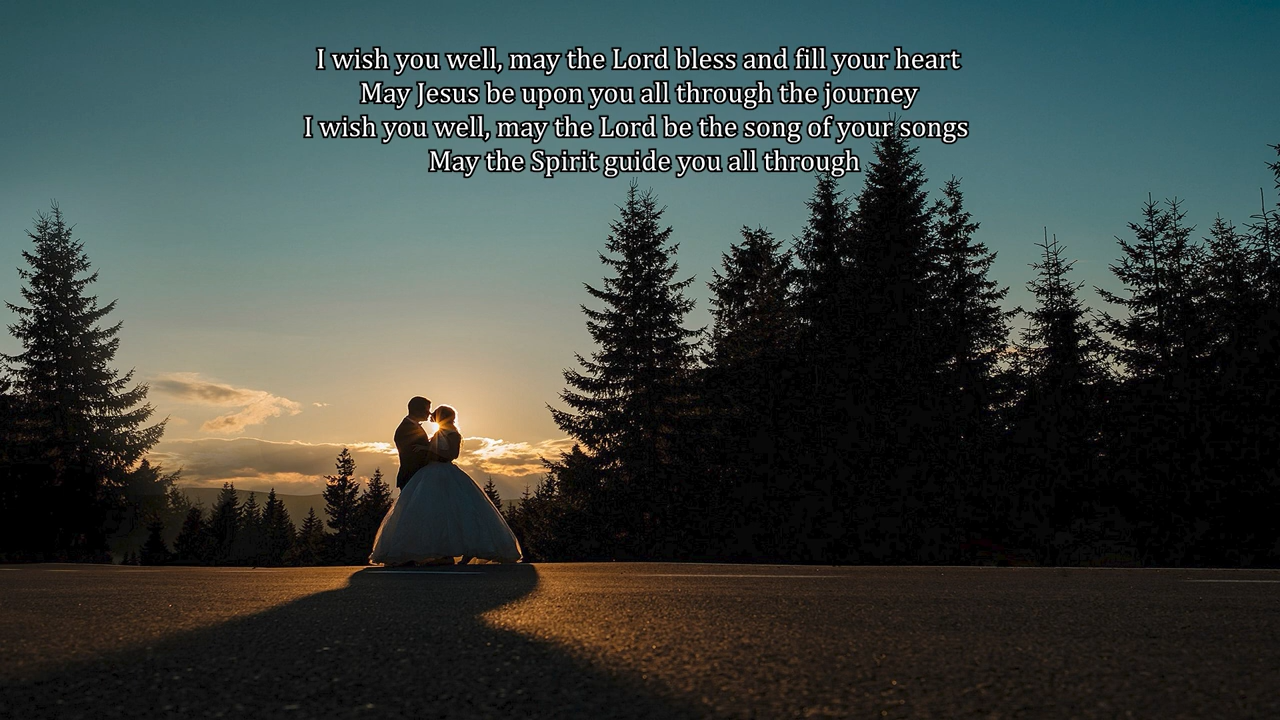 I wish you well, may the Lord bless and fill your heart
May Jesus be upon you all through the journey
I wish you well, may the Lord be the song of your songs
May the Spirit guide you all through